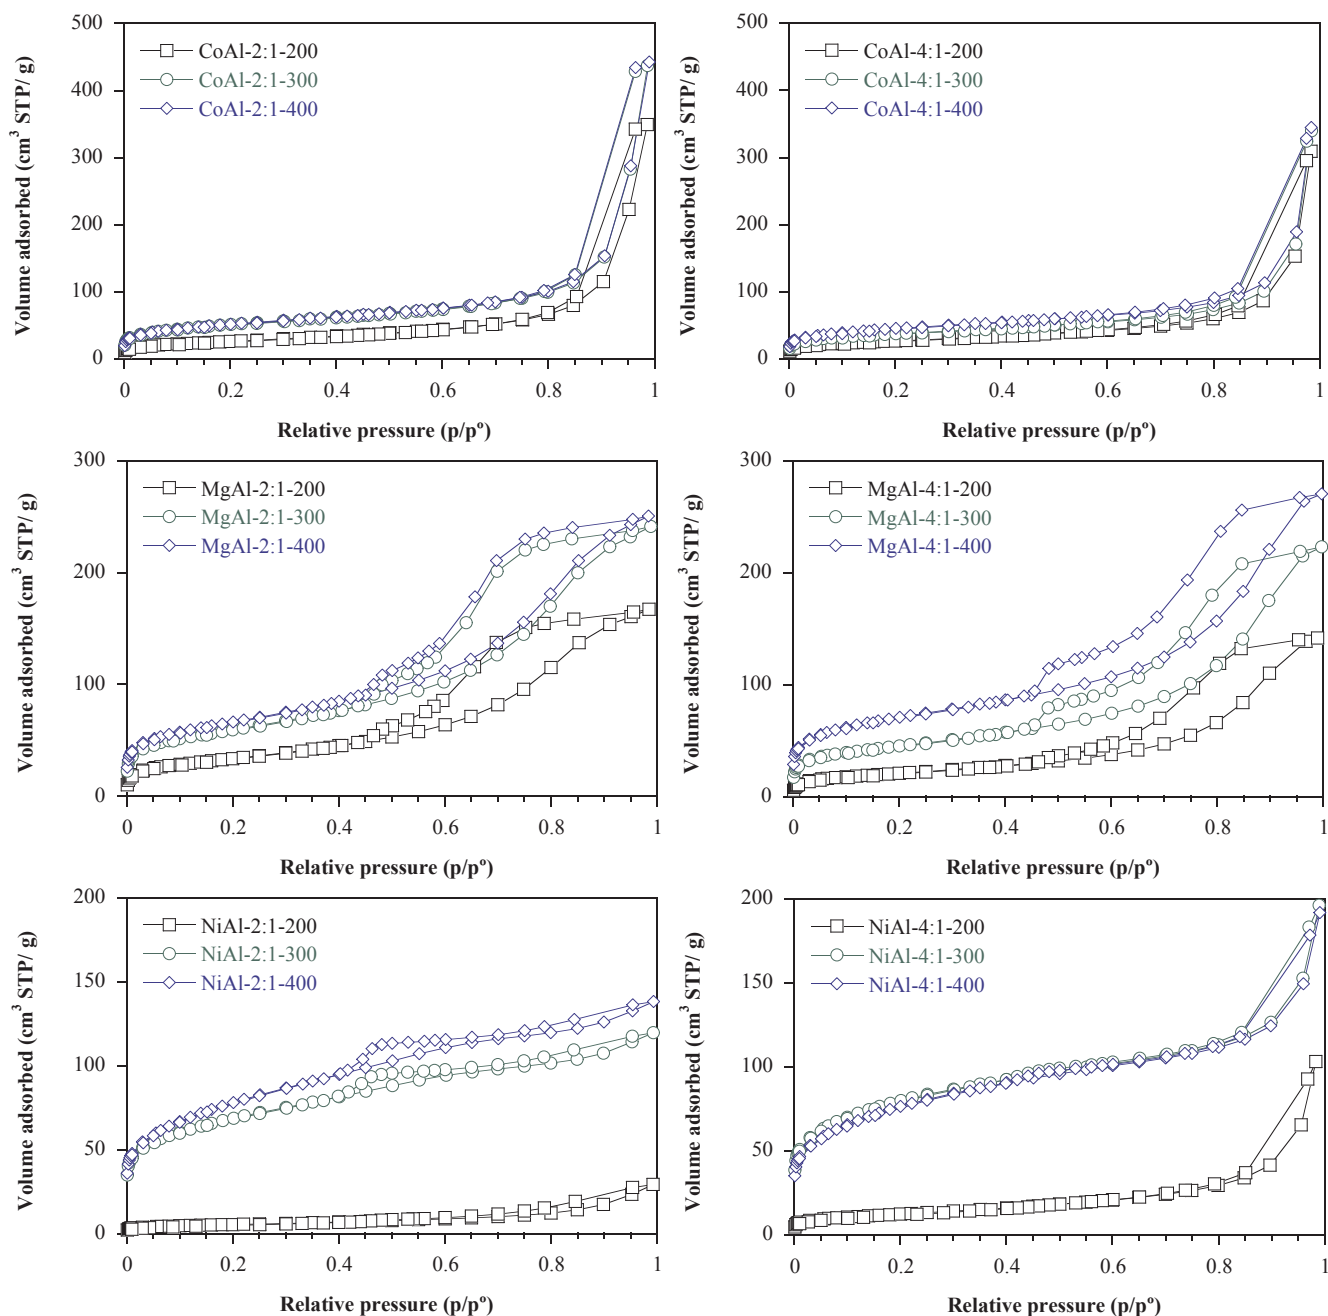 500
400
300
200
100
0
Volume adsorbed (cm³ STP/ g)
CoAl-2:1-200
CoAl-2:1-300
CoAl-2:1-400
0 0.2 0.4 0.6 0.8 1
Relative pressure (p/pº)
500
400
300
200
100
0
Volume adsorbed (cm³ STP/ g)
CoAl-4:1-200
CoAl-4:1-300
CoAl-4:1-400
0 0.2 0.4 0.6 0.8 1
Relative pressure (p/pº)
300
200
100
0
Volume adsorbed (cm³ STP/ g)
MgAl-2:1-200
MgAl-2:1-300
MgAl-2:1-400
0 0.2 0.4 0.6 0.8 1
Relative pressure (p/pº)
300
200
100
0
Volume adsorbed (cm³ STP/ g)
MgAl-4:1-200
MgAl-4:1-300
MgAl-4:1-400
0 0.2 0.4 0.6 0.8 1
Relative pressure (p/pº)
200
150
100
50
0
Volume adsorbed (cm³ STP/ g)
NiAl-2:1-200
NiAl-2:1-300
NiAl-2:1-400
0 0.2 0.4 0.6 0.8 1
Relative pressure (p/pº)
200
150
100
50
0
Volume adsorbed (cm³ STP/ g)
NiAl-4:1-200
NiAl-4:1-300
NiAl-4:1-400
0 0.2 0.4 0.6 0.8 1
Relative pressure (p/pº)